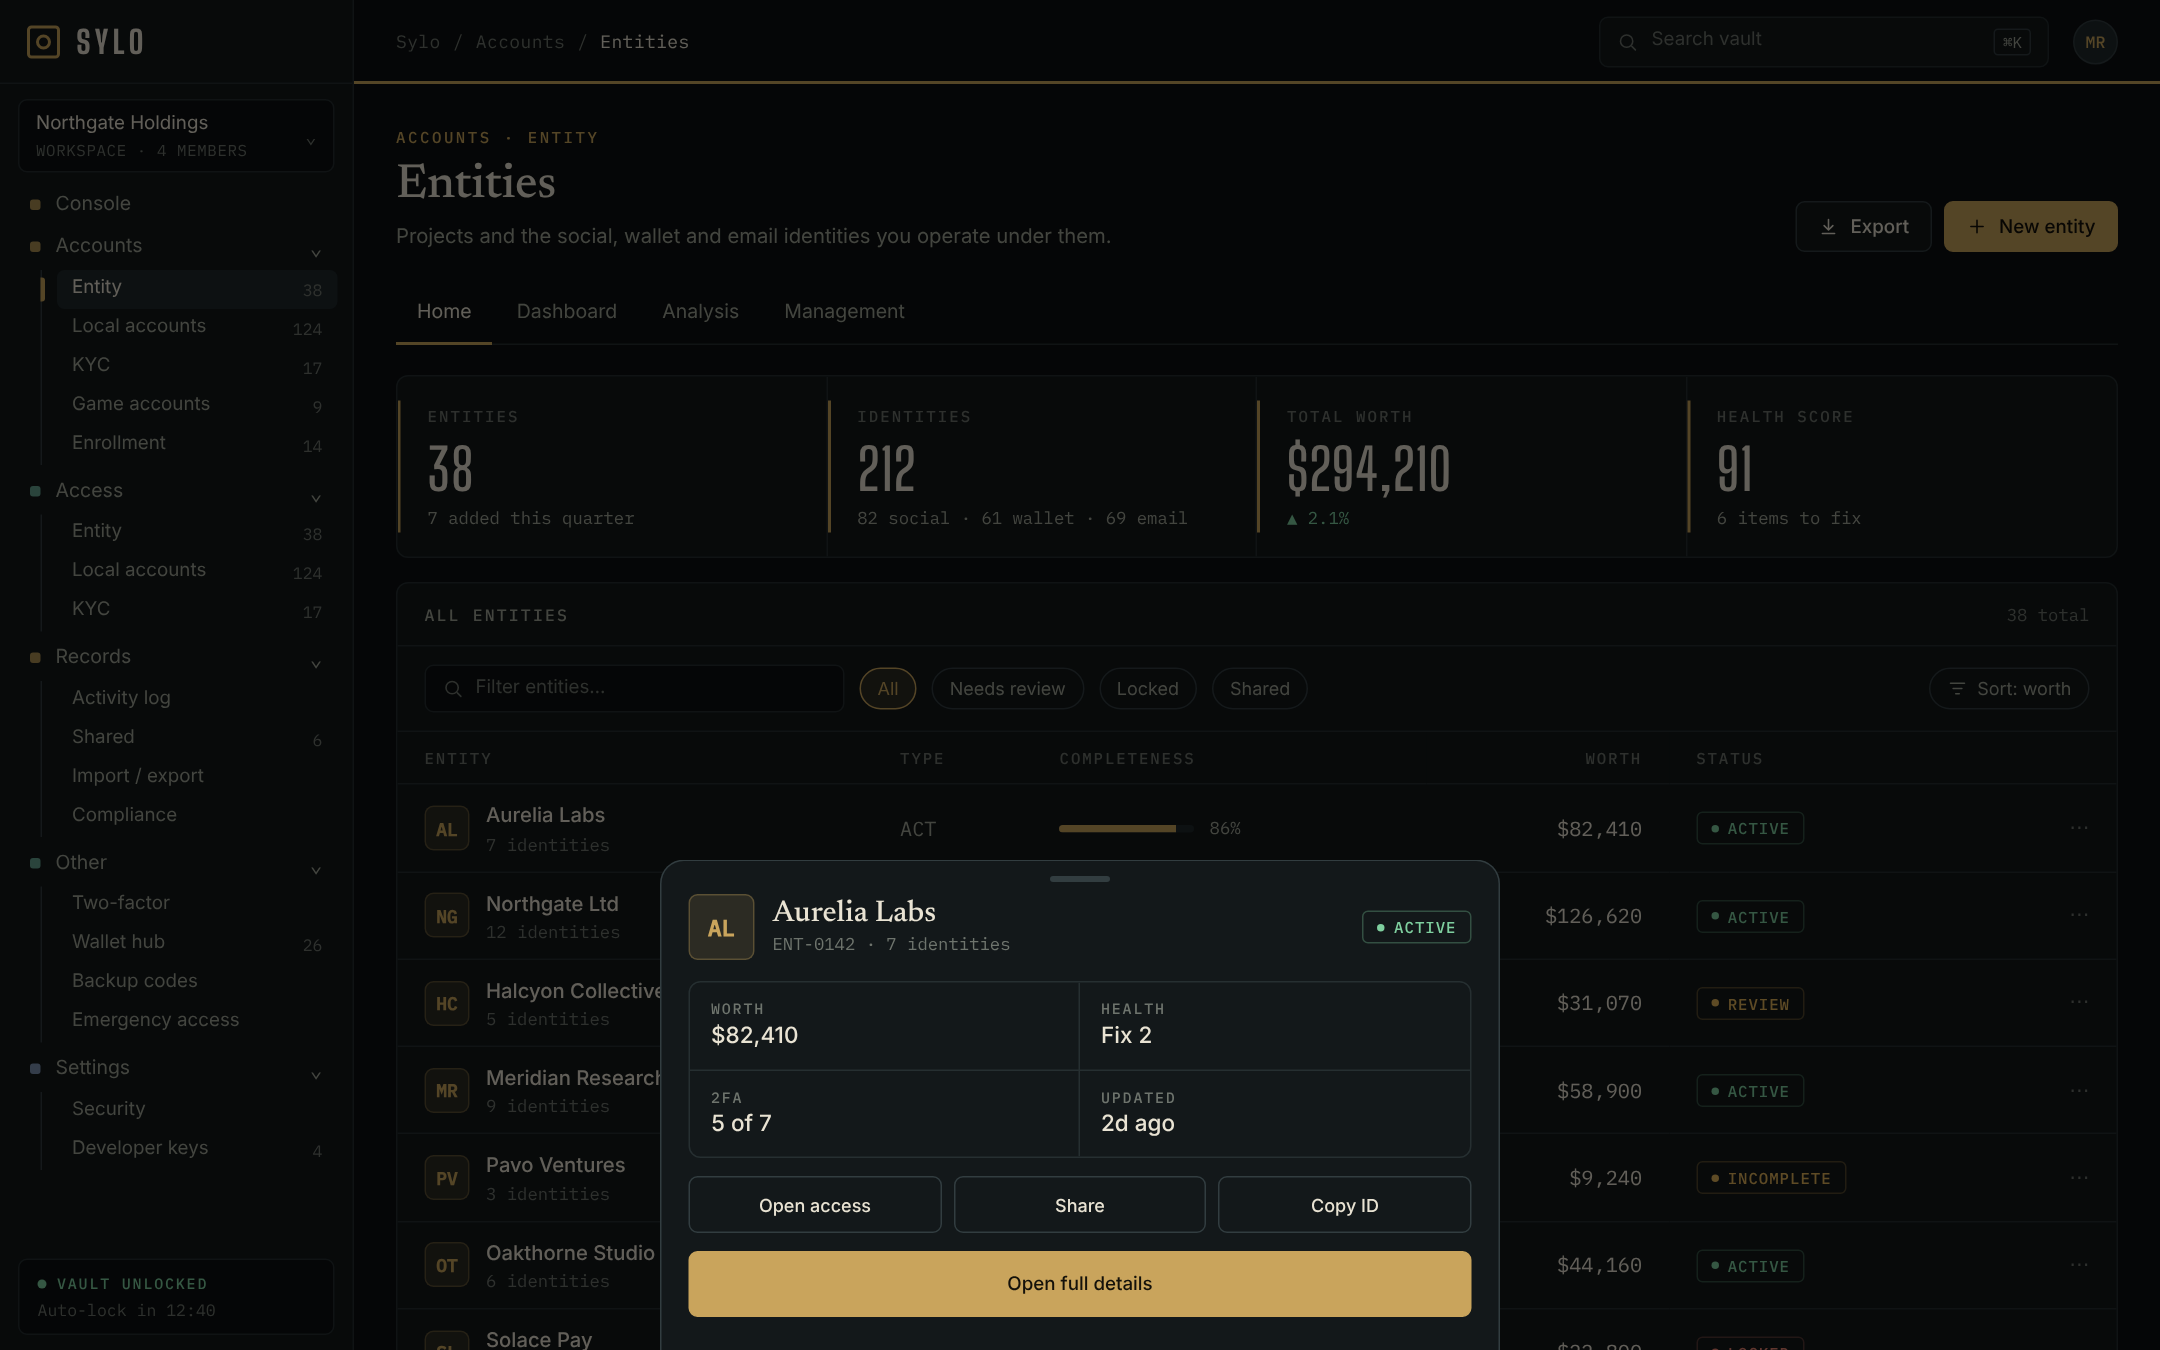 SYLO
Sylo / Accounts / Entities
Search vault
⌘K
MR
Northgate Holdings
WORKSPACE · 4 MEMBERS
Console
Accounts
Entity 38
Local accounts 124
KYC 17
Game accounts 9
Enrollment 14
Access
Entity 38
Local accounts 124
KYC 17
Records
Activity log
Shared 6
Import / export
Compliance
Other
Two-factor
Wallet hub 26
Backup codes
Emergency access
Settings
Security
Developer keys 4
VAULT UNLOCKED
Auto-lock in 12:40
ACCOUNTS · ENTITY
Entities
Projects and the social, wallet and email identities you operate under them.
Export
New entity
Home Dashboard Analysis Management
ENTITIES
38
7 added this quarter
IDENTITIES
212
82 social · 61 wallet · 69 email
TOTAL WORTH
$294,210
▲ 2.1%
HEALTH SCORE
91
6 items to fix
ALL ENTITIES
38 total
Filter entities...
All
Needs review
Locked
Shared
Sort: worth
ENTITY TYPE COMPLETENESS WORTH STATUS
AL Aurelia Labs ACT 86% $82,410 ACTIVE
7 identities
NG Northgate Ltd $126,620 ACTIVE
12 identities
HC Halcyon Collective $31,070 REVIEW
5 identities
MR Meridian Research $58,900 ACTIVE
9 identities
PV Pavo Ventures $9,240 INCOMPLETE
3 identities
OT Oakthorne Studio $44,160 ACTIVE
6 identities
Solace Pay
AL
Aurelia Labs
ENT-0142 · 7 identities
ACTIVE
WORTH
$82,410
HEALTH
Fix 2
2FA
5 of 7
UPDATED
2d ago
Open access
Share
Copy ID
Open full details